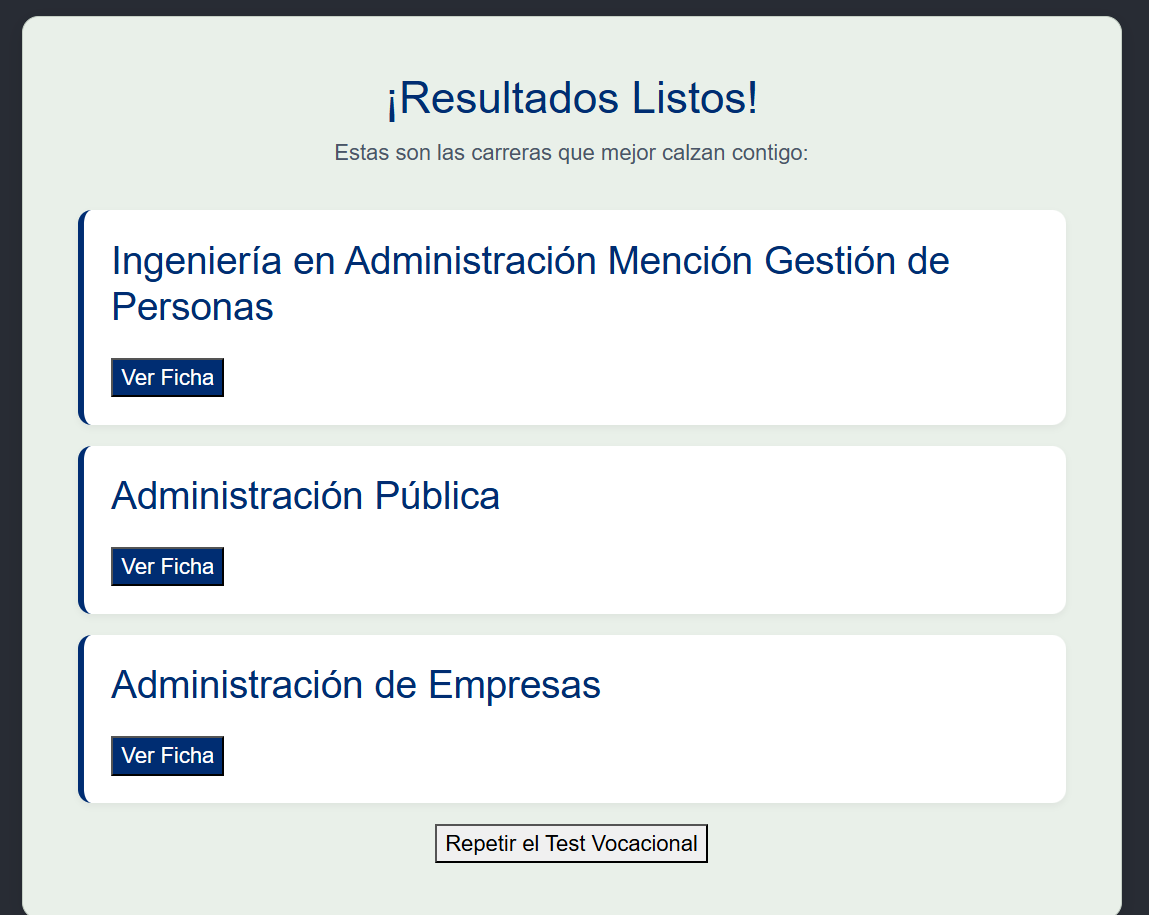 ¡Resultados Listos!
Estas son las carreras que mejor calzan contigo:
Ingeniería en Administración Mención Gestión de
Personas
Ver Ficha
Administración Pública
Ver Ficha
Administración de Empresas
Ver Ficha
Repetir el Test Vocacional